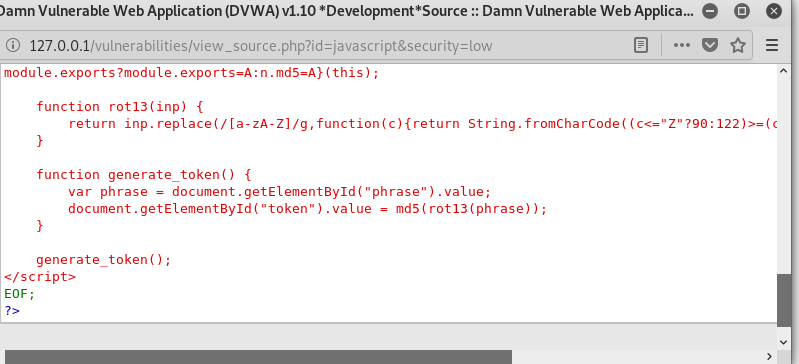 Damn Vulnerable Web Application (DVWA) v1.10 *Development*Source :: Damn Vulnerable Web Applica...
127.0.0.1/vulnerabilities/view_source.php?id=javascript&security=low
module.exports?module.exports=A:n.md5=A}(this);
function rot13(inp) {
return inp.replace(/[a-zA-Z]/g,function(c){return String.fromCharCode((c<="Z"?90:122)>=(c
}
function generate_token() {
var phrase = document.getElementById("phrase").value;
document.getElementById("token").value = md5(rot13(phrase));
}
generate_token();
</script>
EOF;
?>